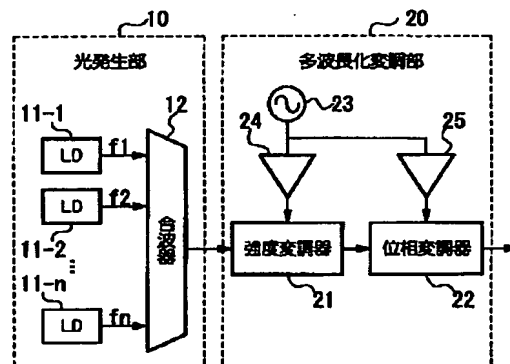 10
20
光発生部
多波長化変調部
11-1
12
LD
f1
LD
f2
11-2
11-n
LD
fn
合波器
23
24
25
強度変調器
位相変調器
21
22